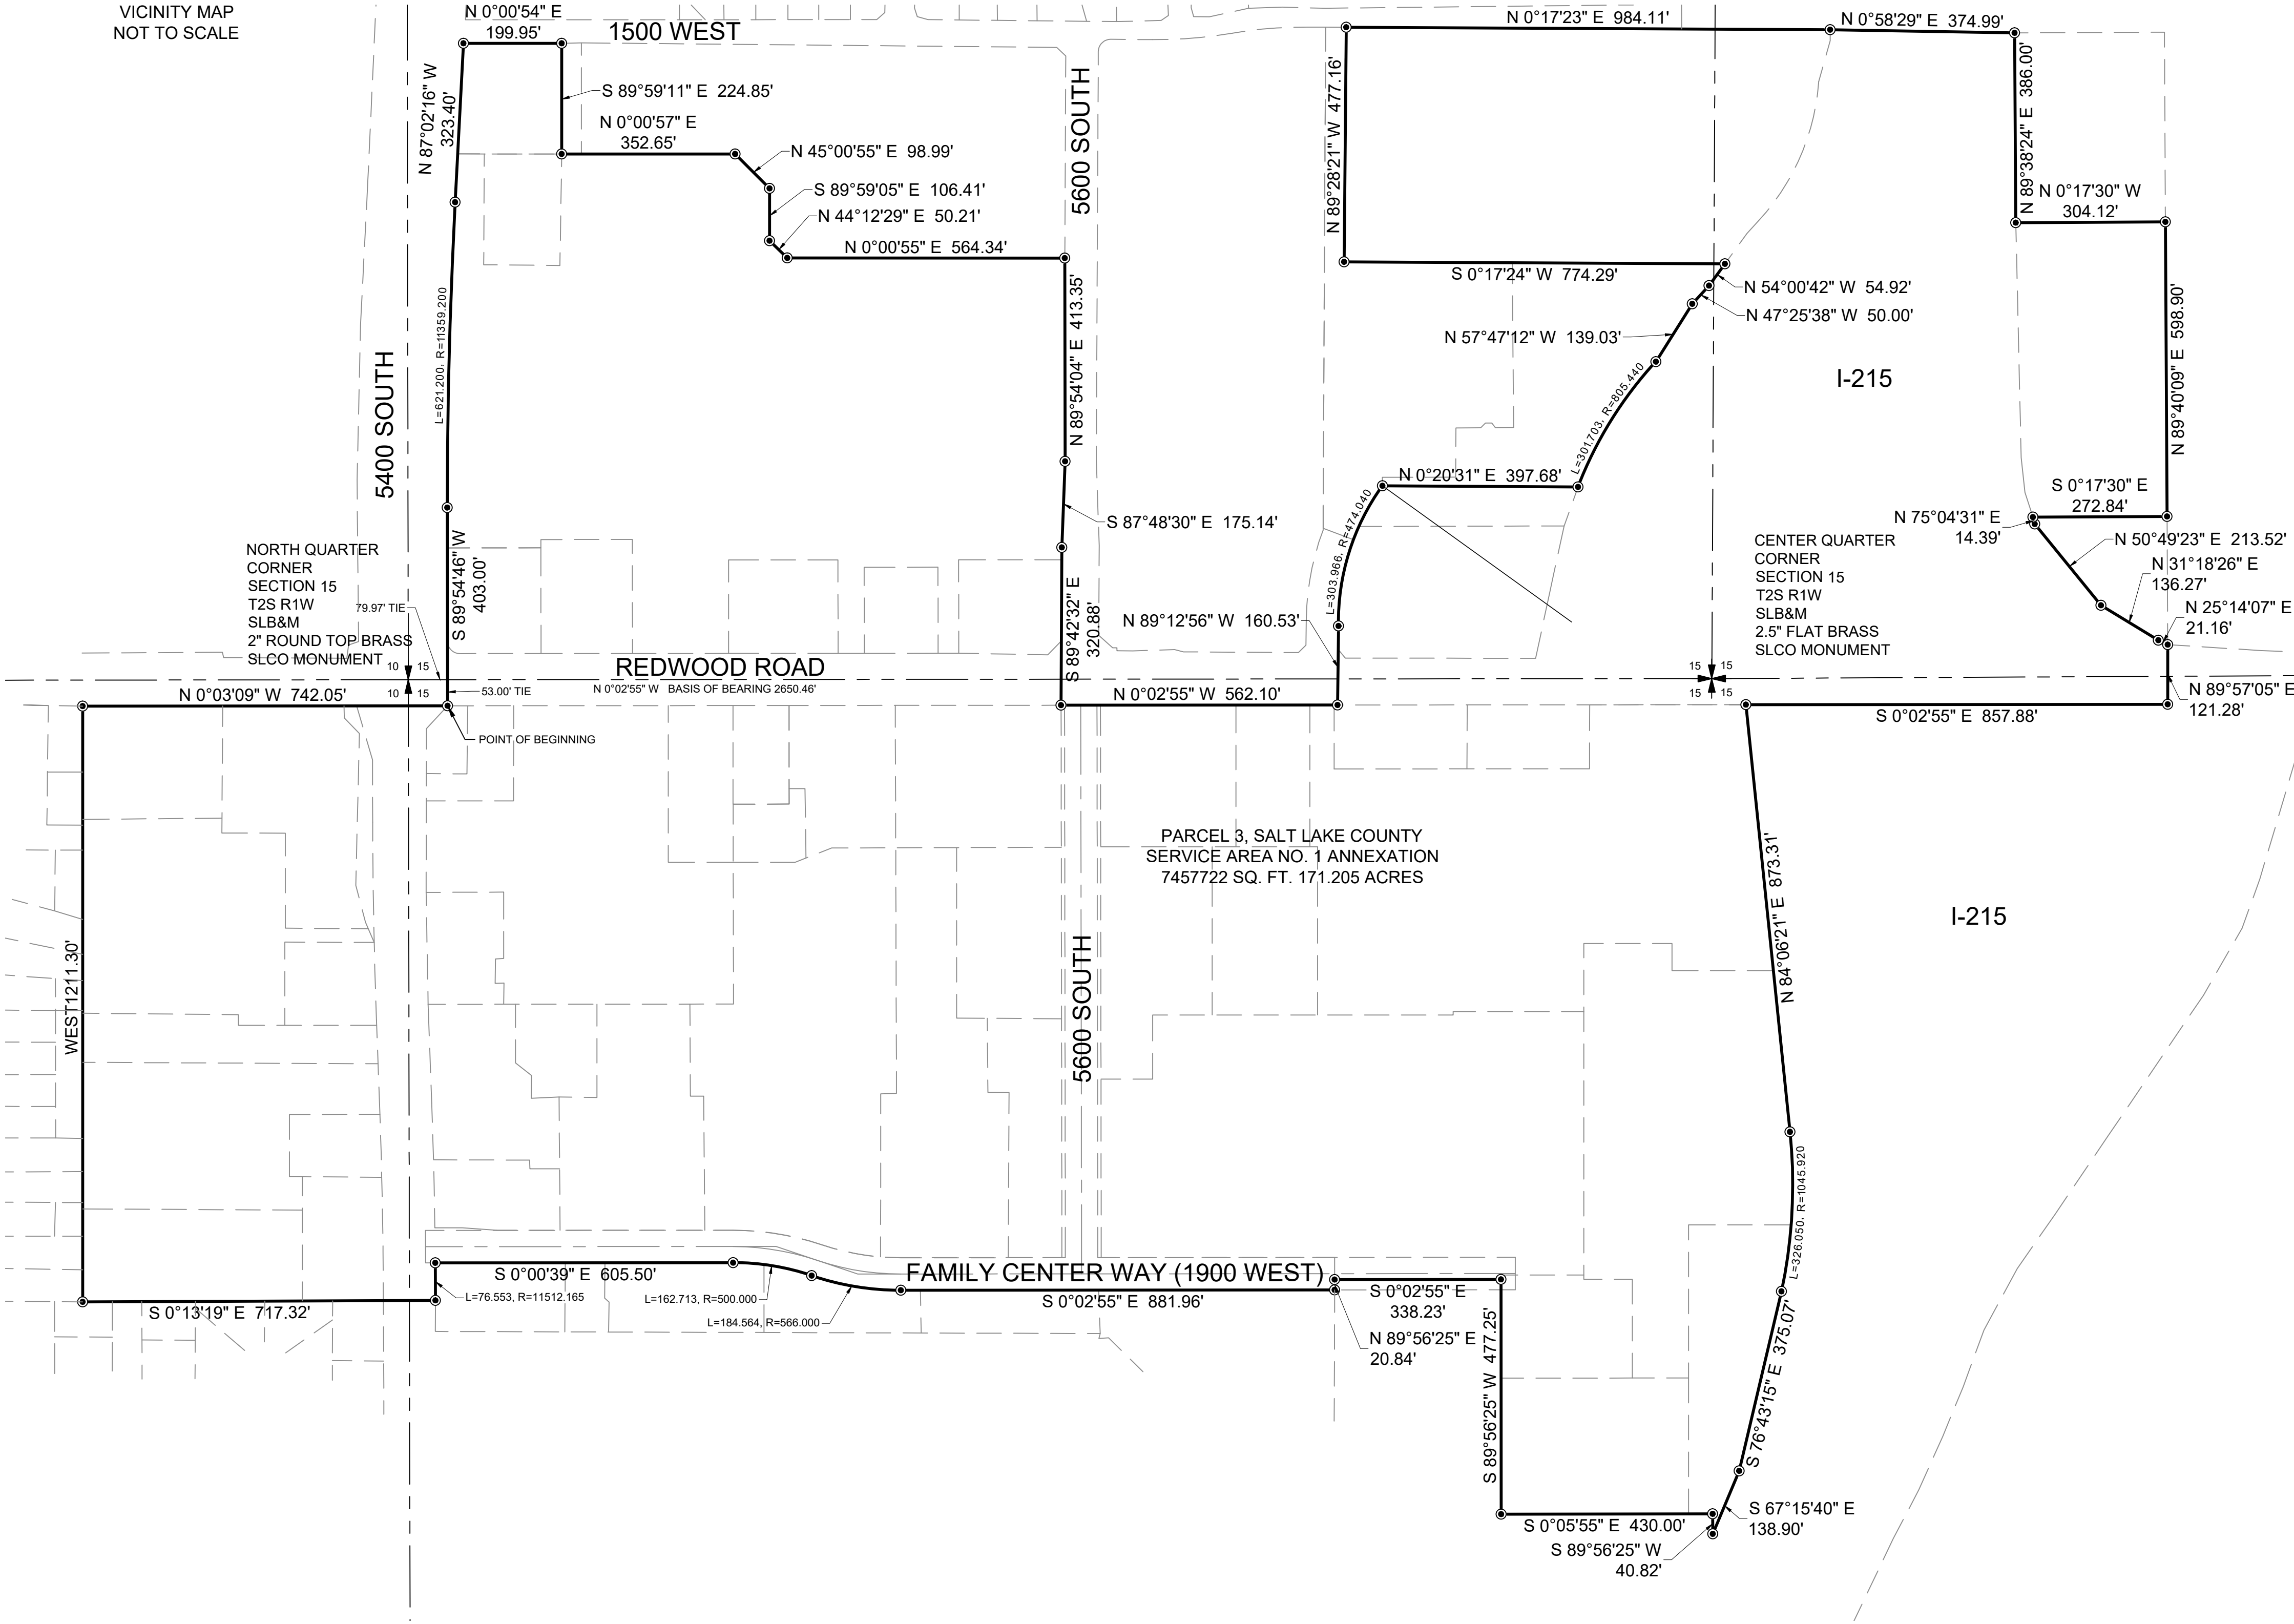 VICINITY MAP
NOT TO SCALE
N 0°00'54" E
199.95'
1500 WEST
N 0°17'23" E  984.11'
N 0°58'29" E  374.99'
N 87°02'16" W
323.40'
S 89°59'11" E  224.85'
N 0°00'57" E
352.65'
N 45°00'55" E  98.99'
S 89°59'05" E  106.41'
N 44°12'29" E  50.21'
N 0°00'55" E  564.34'
5600 SOUTH
N 89°28'21" W  477.16'
N 89°38'24" E  386.00'
N 0°17'30" W
304.12'
S 0°17'24" W  774.29'
N 54°00'42" W  54.92'
N 47°25'38" W  50.00'
N 57°47'12" W  139.03'
L=621.200, R=11359.200
N 89°54'04" E  413.35'
5400 SOUTH
I-215
N 89°40'09" E  598.90'
L=301.703, R=805.440
N 0°20'31" E  397.68'
S 0°17'30" E
272.84'
S 87°48'30" E  175.14'
N 75°04'31" E
14.39'
N 50°49'23" E  213.52'
N 31°18'26" E
136.27'
N 25°14'07" E
21.16'
NORTH QUARTER
CORNER
SECTION 15
T2S R1W
SLB&M
2" ROUND TOP BRASS
SLCO MONUMENT
79.97' TIE
S 89°54'46" W
403.00'
CENTER QUARTER
CORNER
SECTION 15
T2S R1W
SLB&M
2.5" FLAT BRASS
SLCO MONUMENT
L=303.966, R=474.040
N 89°12'56" W  160.53'
S 89°42'32" E
320.88'
10 15
10 15
REDWOOD ROAD
15 15
15 15
N 0°03'09" W  742.05'
53.00' TIE
N 0°02'55" W   BASIS OF BEARING 2650.46'
N 0°02'55" W  562.10'
N 89°57'05" E
121.28'
S 0°02'55" E  857.88'
POINT OF BEGINNING
PARCEL 3, SALT LAKE COUNTY
SERVICE AREA NO. 1 ANNEXATION
7457722 SQ. FT. 171.205 ACRES
N 84°06'21" E  873.31'
I-215
WEST1211.30'
5600 SOUTH
L=326.050, R=1045.920
S 0°00'39" E  605.50'
FAMILY CENTER WAY (1900 WEST)
S 0°13'19" E  717.32'
L=76.553, R=11512.165
L=162.713, R=500.000
L=184.564, R=566.000
S 0°02'55" E  881.96'
S 0°02'55" E
338.23'
N 89°56'25" E
20.84'
S 89°56'25" W  477.25'
S 76°43'15" E  375.07'
S 67°15'40" E
138.90'
S 0°05'55" E  430.00'
S 89°56'25" W
40.82'